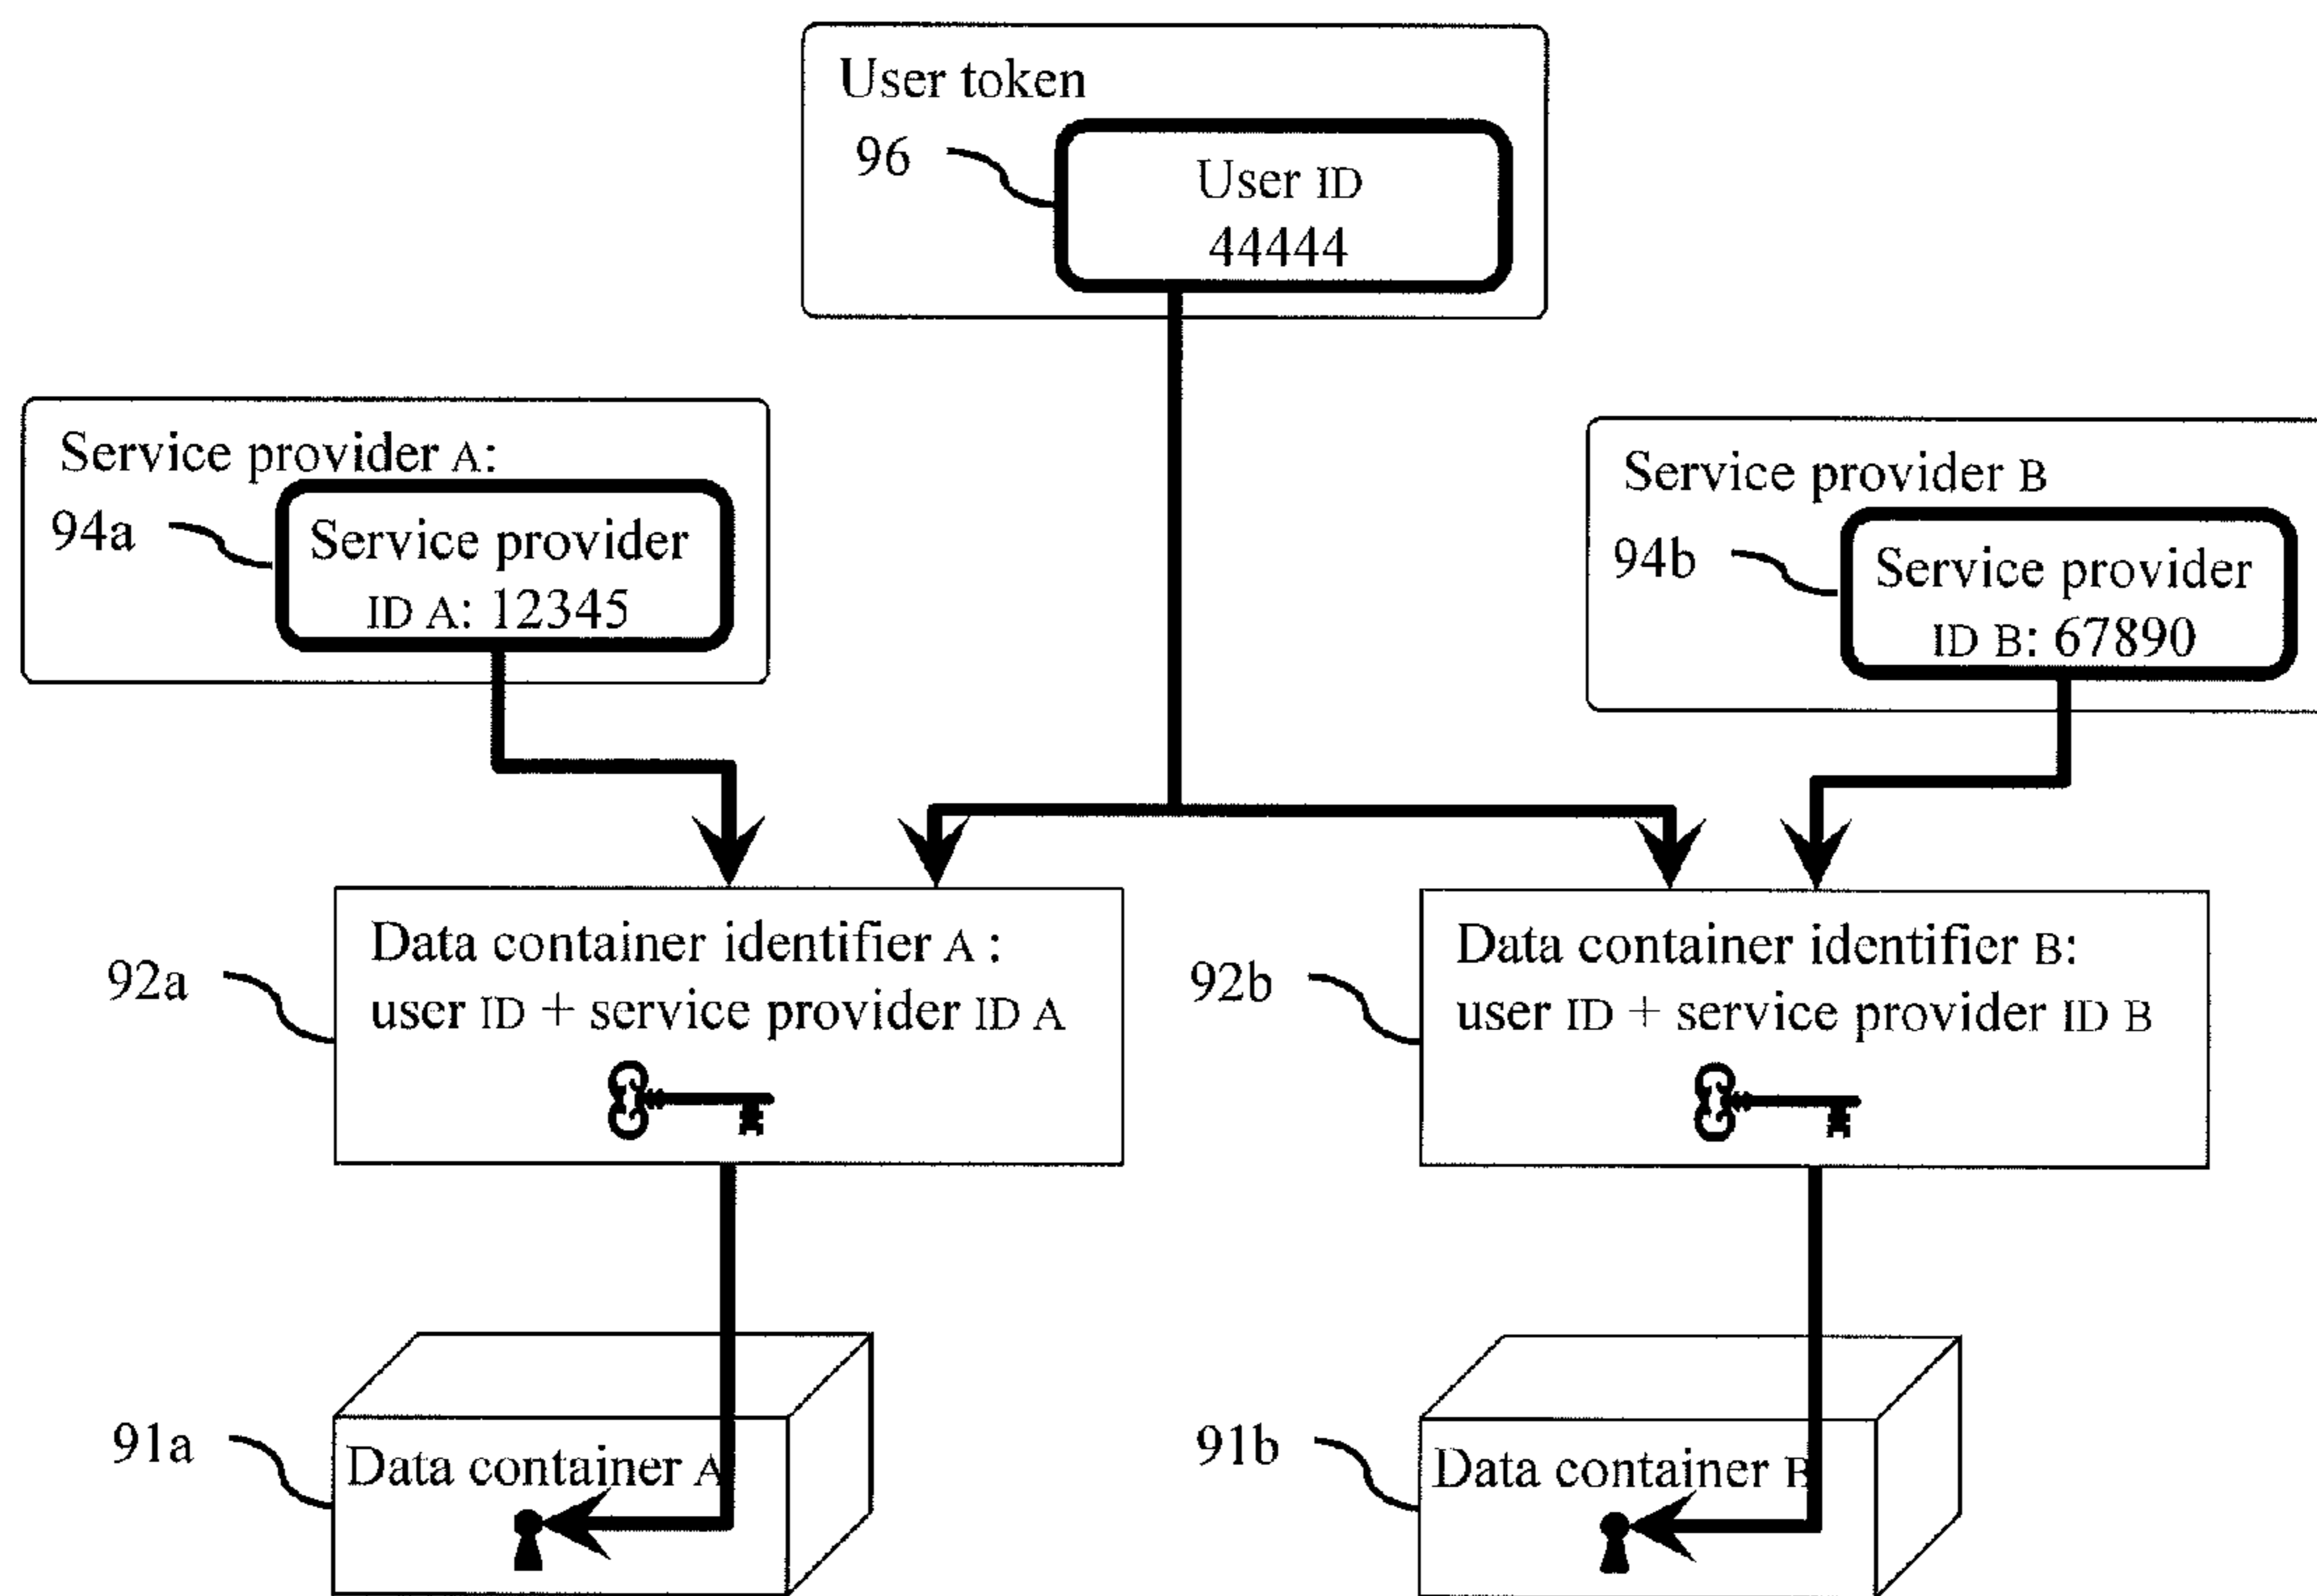 User token
96
User ID
44444
Service provider A:
94a
Service provider
ID A: 12345
Service provider B
94b
Service provider
ID B: 67890
Data container identifier A :
92a
user ID + service provider ID A
Data container identifier B:
92b
user ID + service provider ID B
91a
Data container A
91b
Data container B